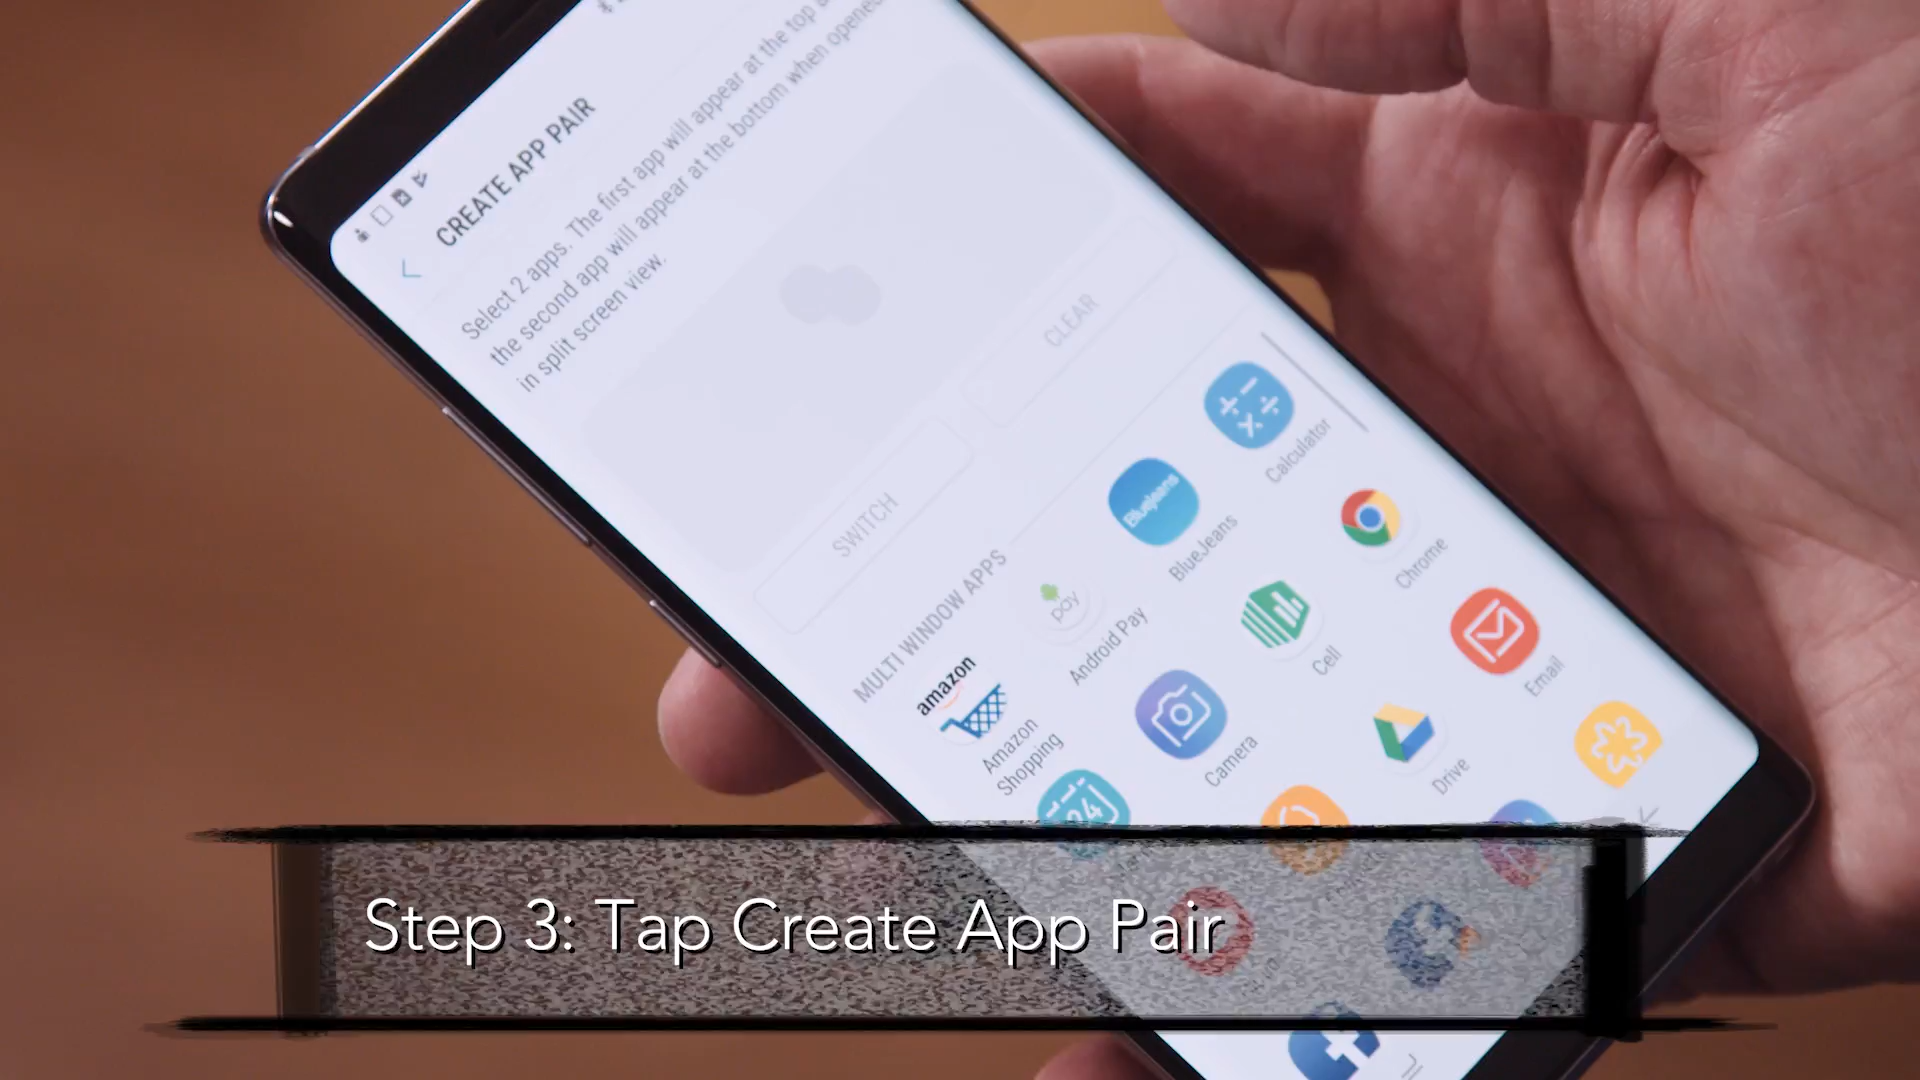 CREATE APP PAIR
Select 2 apps. The first app will appear at the top
the second app will appear at the bottom when opened
in split screen view.
SWITCH
CLEAR
MULTI WINDOW APPS
amazon
Amazon
Shopping
pay
Android Pay
BlueJeans
BlueJeans
Calculator
Camera
Cell
Chrome
Drive
Email
Step 3: Tap Create App Pair